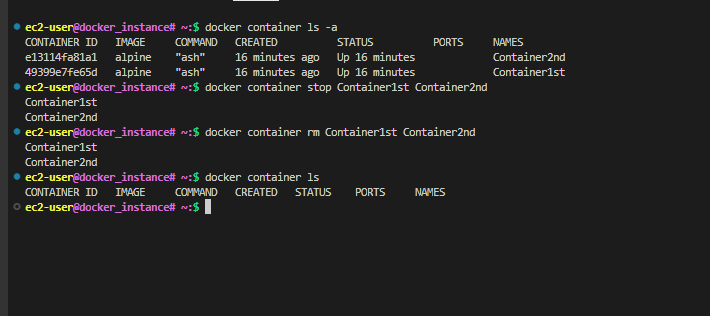 ec2-user@docker_instance# ~:$ docker container ls -a
CONTAINER ID   IMAGE     COMMAND   CREATED          STATUS          PORTS     NAMES
e13114fa81a1   alpine    "ash"     16 minutes ago   Up 16 minutes             Container2nd
49399e7fe65d   alpine    "ash"     16 minutes ago   Up 16 minutes             Container1st
ec2-user@docker_instance# ~:$ docker container stop Container1st Container2nd
Container1st
Container2nd
ec2-user@docker_instance# ~:$ docker container rm Container1st Container2nd
Container1st
Container2nd
ec2-user@docker_instance# ~:$ docker container ls
CONTAINER ID   IMAGE     COMMAND   CREATED   STATUS    PORTS     NAMES
ec2-user@docker_instance# ~:$